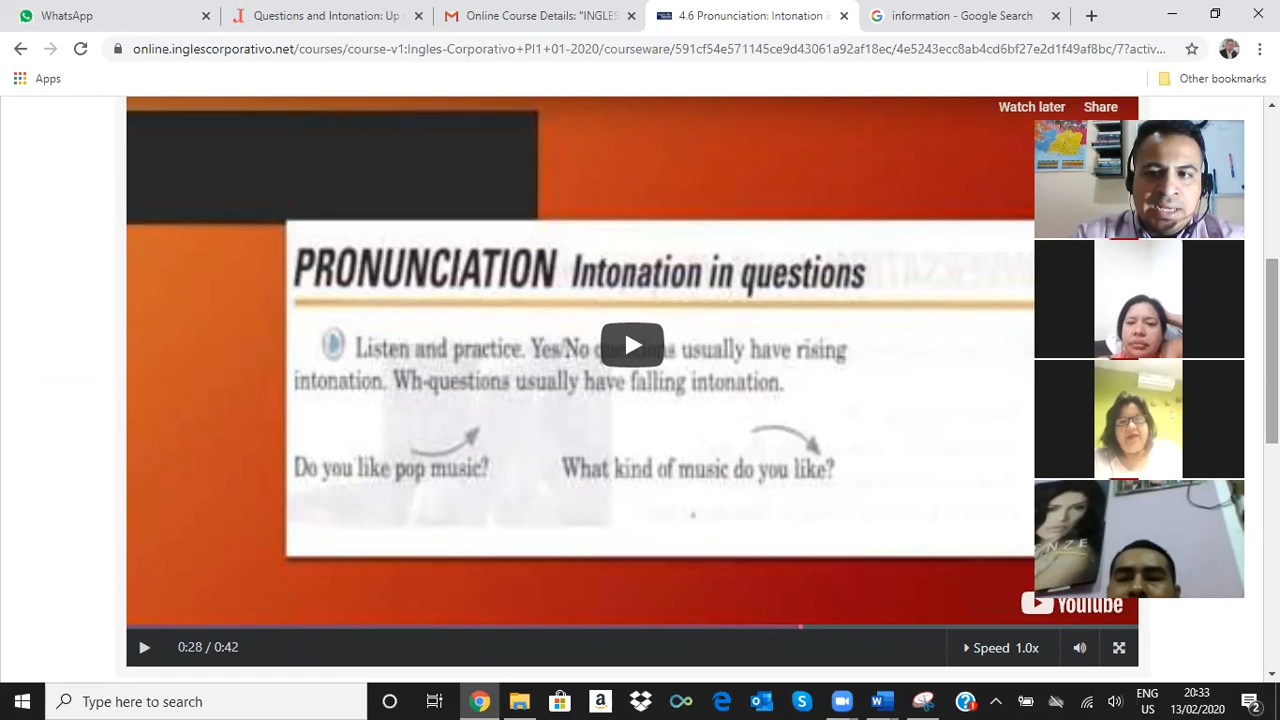 WhatsApp
Questions and Intonation: U
Online Course Details: "INGLES
4.6 Pronunciation: Intonation i
information - Google Search
online.inglescorporativo.net/courses/course-v1:Ingles-Corporativo+PI1+01-2020/courseware/591cf54e571145ce9d43061a92af18ec/4e5243ecc8ab4cd6bf27e2d1f49af8bc/7?activ...
Apps
Other bookmarks
Watch later Share
PRONUNCIATION Intonation in questions
Listen and practice. Yes/No questions usually have rising
intonation. Wh-questions usually have falling intonation.
Do you like pop music? What kind of music do you like?
ENZE
YouTube
0:28 / 0:42
Speed 1.0x
Type here to search
ENG
US
20:33
13/02/2020
2